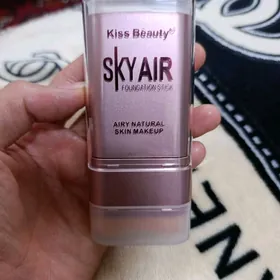 Kiss Beauty®
SKY AIR
FOUNDATION STICK
AIRY NATURAL
SKIN MAKEUP